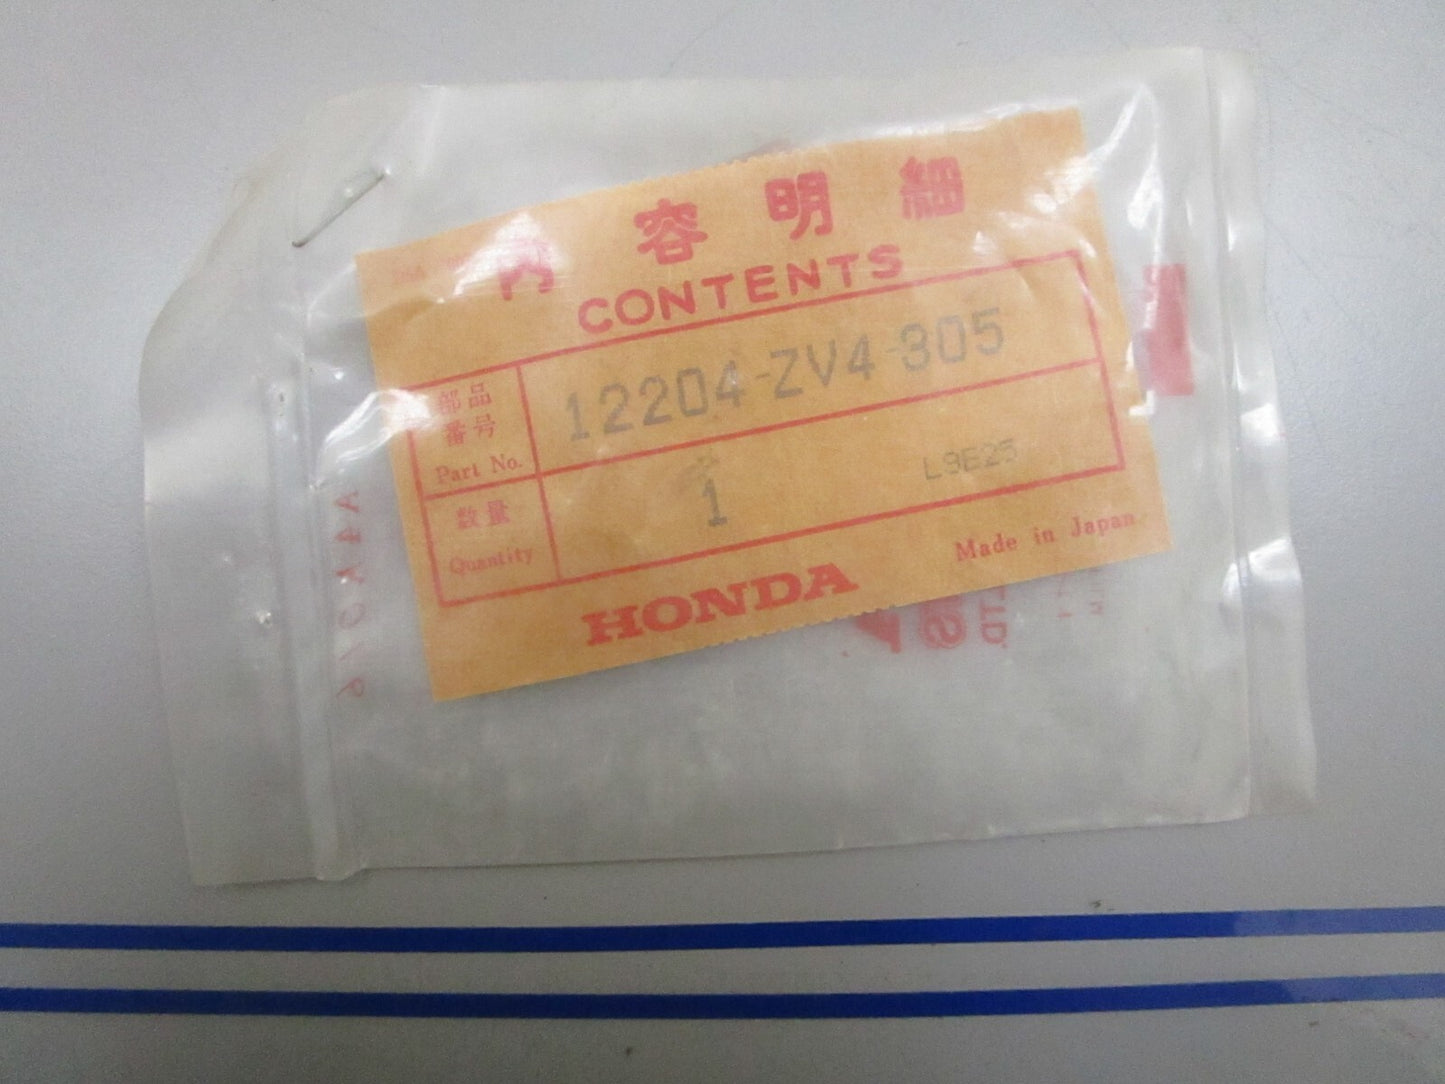 内容明細
CONTENTS
部品
番号
Part No.
12204-ZV4-305
数量
Quantity
1
L9E25
HONDA
Made in Japan